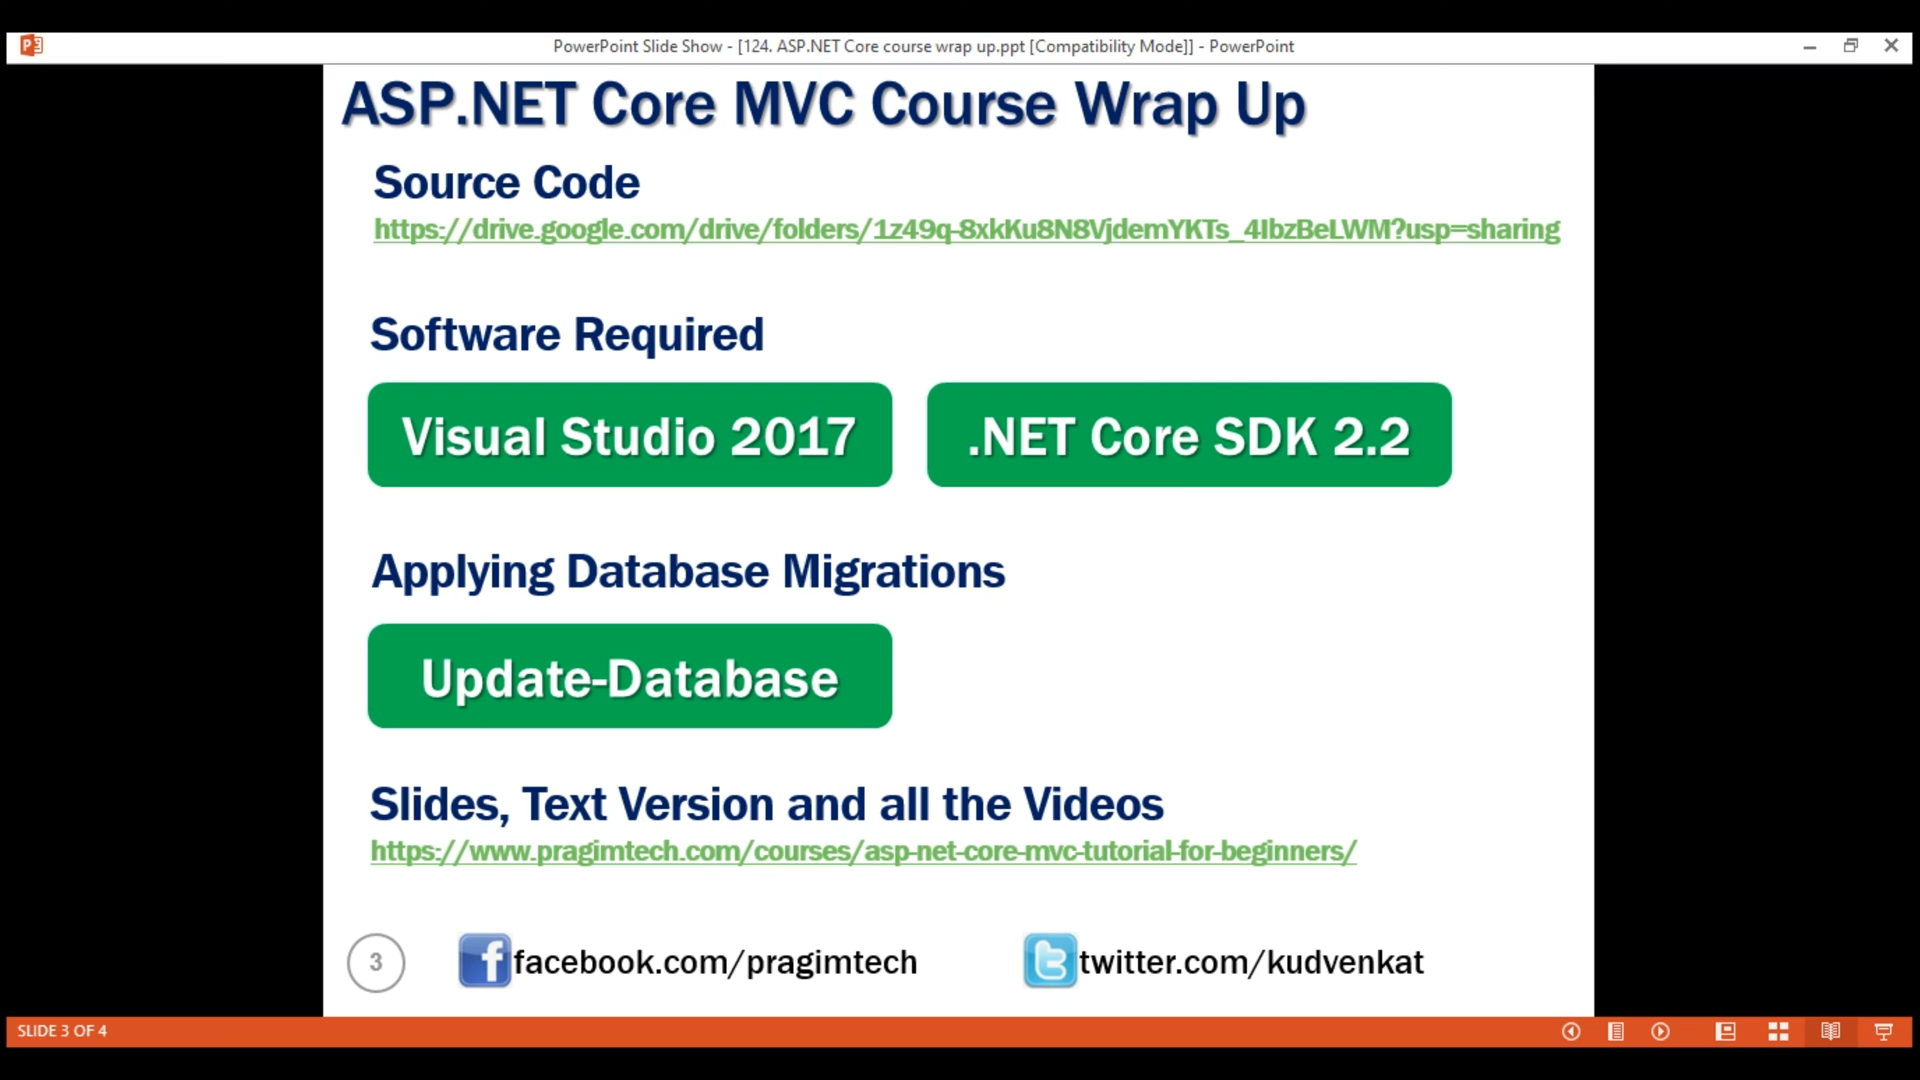 PowerPoint Slide Show - [124. ASP.NET Core course wrap up.ppt [Compatibility Mode]] - PowerPoint
ASP.NET Core MVC Course Wrap Up
Source Code
https://drive.google.com/drive/folders/1z49q-8xkKu8N8VjdemYKTs_4IbzBeLWM?usp=sharing
Software Required
Visual Studio 2017
.NET Core SDK 2.2
Applying Database Migrations
Update-Database
Slides, Text Version and all the Videos
https://www.pragimtech.com/courses/asp-net-core-mvc-tutorial-for-beginners/
3
facebook.com/pragimtech
twitter.com/kudvenkat
SLIDE 3 OF 4